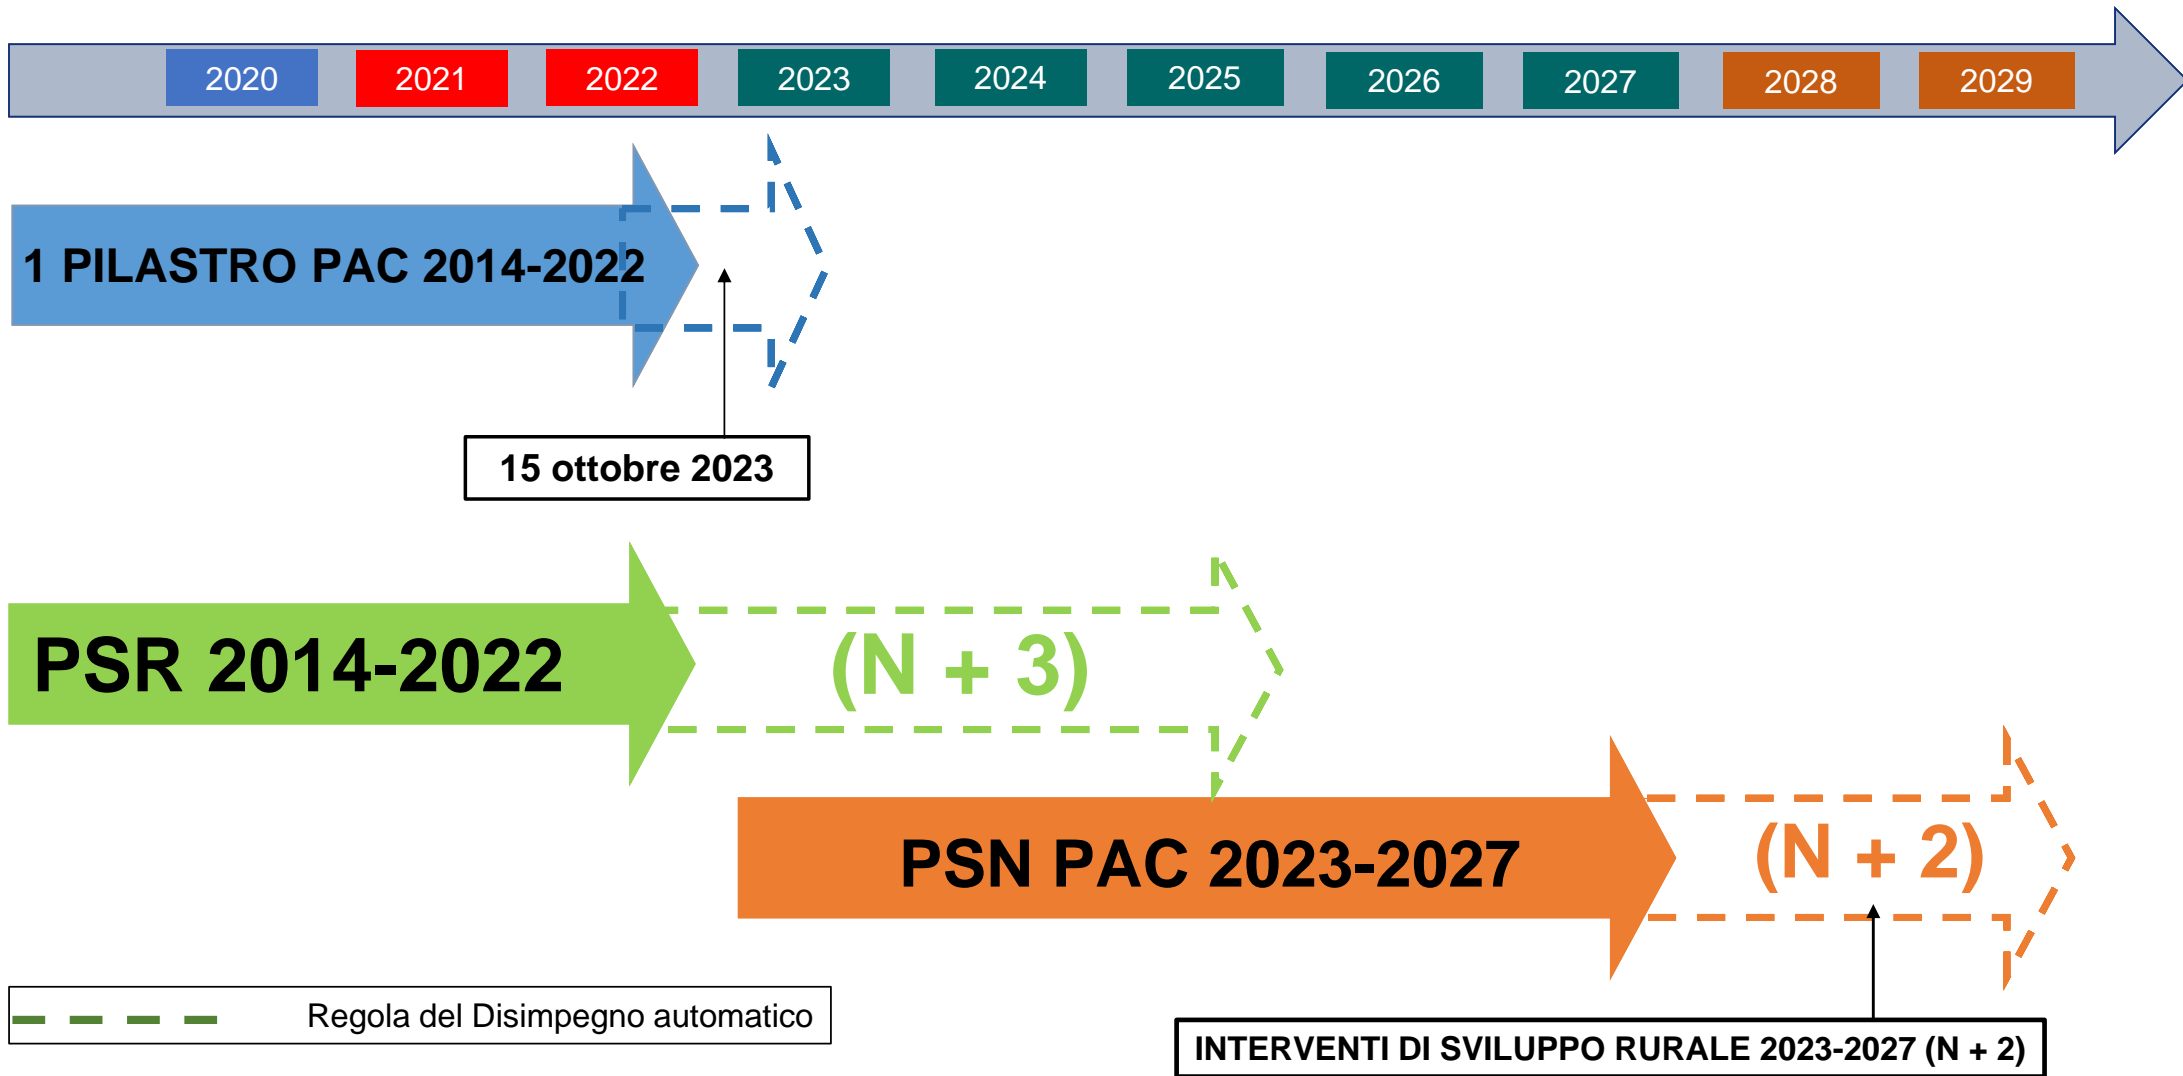 2020
2021
2022
2023
2024
2025
2026
2027
2028
2029
1 PILASTRO PAC 2014-2022
15 ottobre 2023
PSR 2014-2022
(N + 3)
PSN PAC 2023-2027
(N + 2)
Regola del Disimpegno automatico
INTERVENTI DI SVILUPPO RURALE 2023-2027 (N + 2)